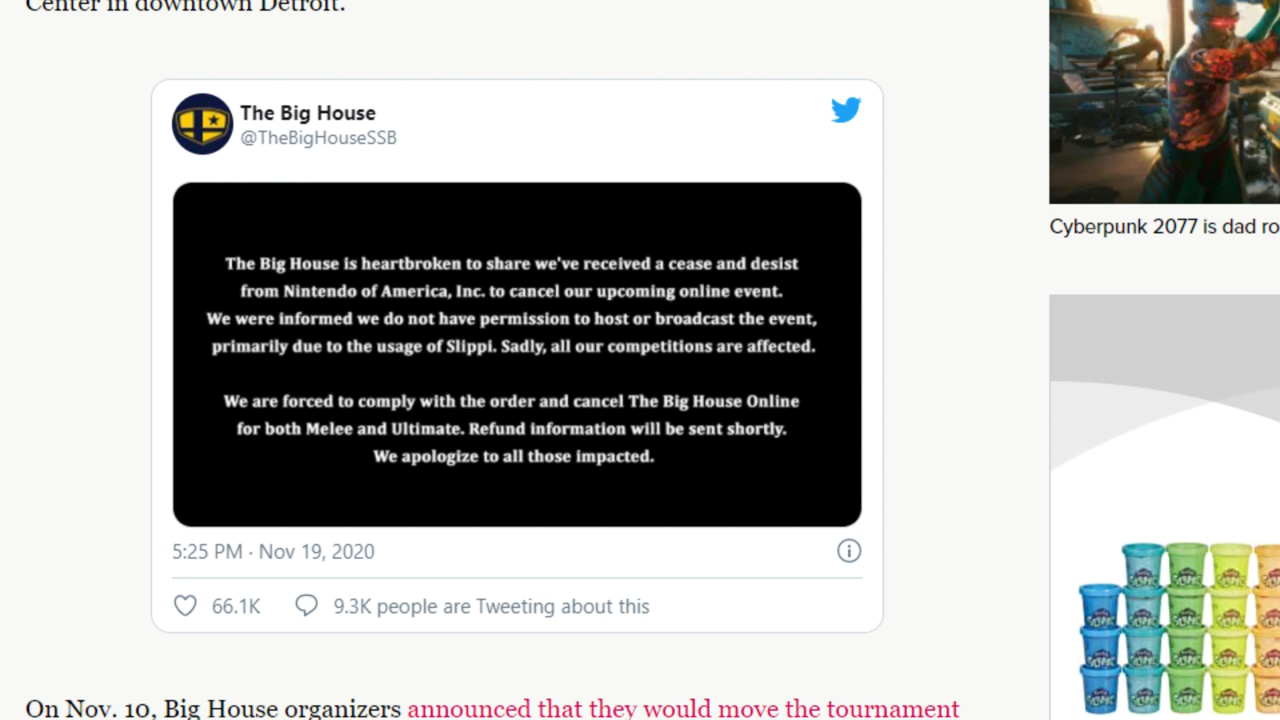 Center in downtown Detroit.
The Big House
@TheBigHouseSSB
The Big House is heartbroken to share we've received a cease and desist
from Nintendo of America, Inc. to cancel our upcoming online event.
We were informed we do not have permission to host or broadcast the event,
primarily due to the usage of Slippi. Sadly, all our competitions are affected.
We are forced to comply with the order and cancel The Big House Online
for both Melee and Ultimate. Refund information will be sent shortly.
We apologize to all those impacted.
5:25 PM · Nov 19, 2020
66.1K 9.3K people are Tweeting about this
On Nov. 10, Big House organizers announced that they would move the tournament
Cyberpunk 2077 is dad ro